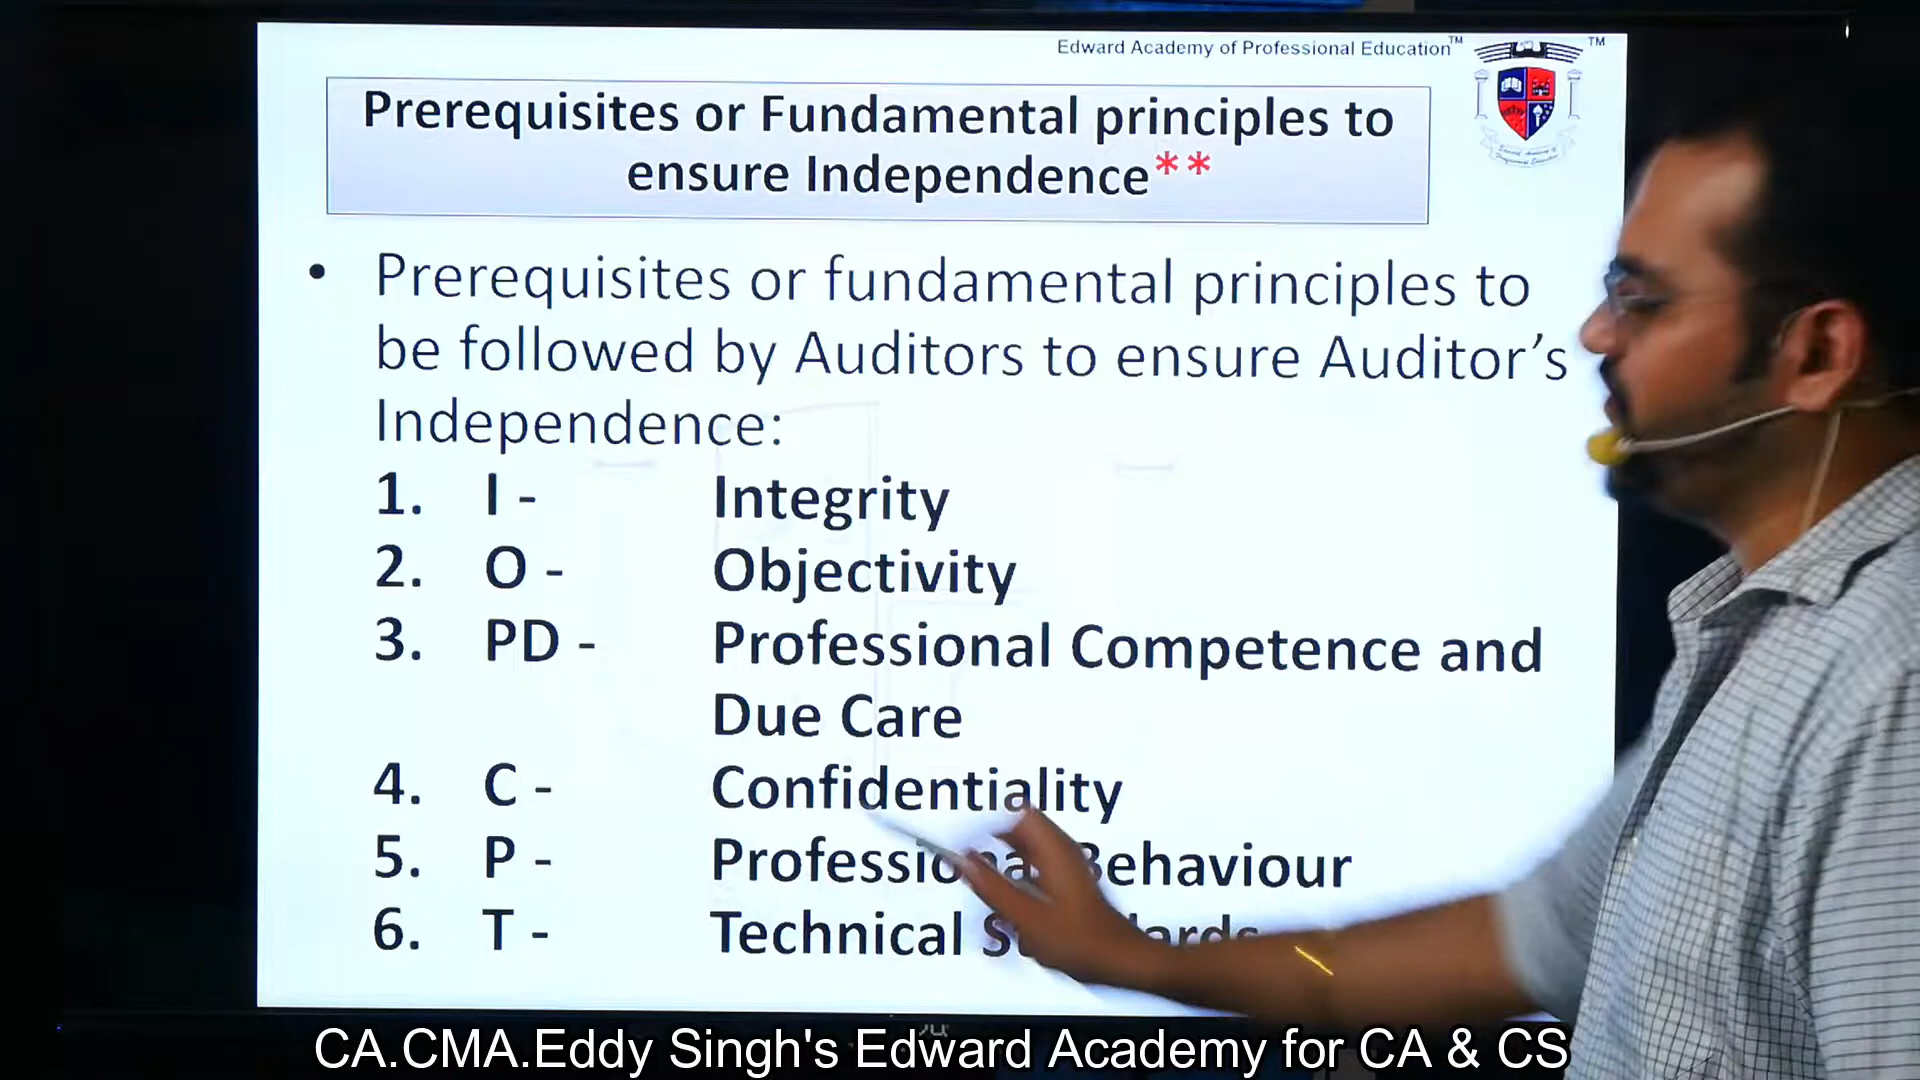 Edward Academy of Professional Education™
™
Prerequisites or Fundamental principles to
ensure Independence**
• Prerequisites or fundamental principles to
be followed by Auditors to ensure Auditor’s
Independence:
1. I - Integrity
2. O - Objectivity
3. PD - Professional Competence and
Due Care
4. C - Confidentiality
5. P - Professional Behaviour
6. T - Technical Standards
CA.CMA.Eddy Singh's Edward Academy for CA & CS